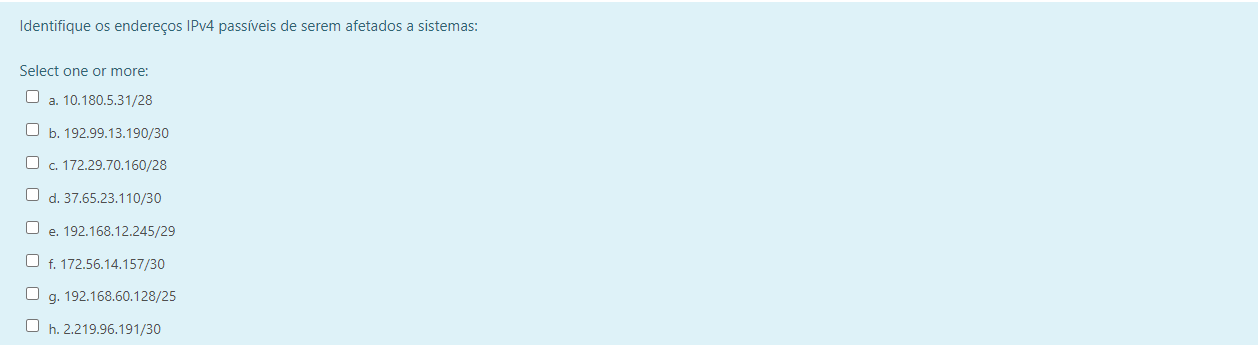 Identifique os endereços IPv4 passíveis de serem afetados a sistemas:
Select one or more:
a. 10.180.5.31/28
b. 192.99.13.190/30
c. 172.29.70.160/28
d. 37.65.23.110/30
e. 192.168.12.245/29
f. 172.56.14.157/30
g. 192.168.60.128/25
h. 2.219.96.191/30